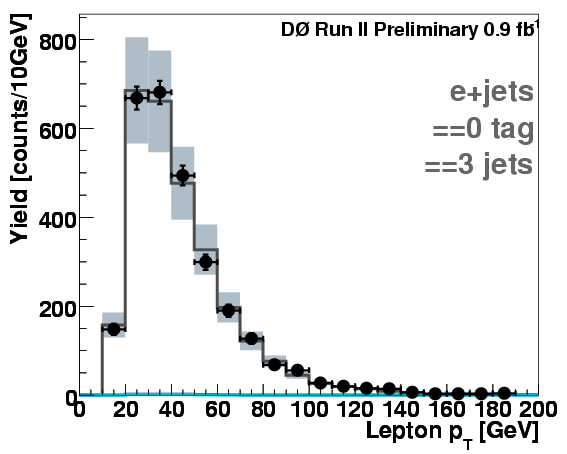 DØ Run II Preliminary 0.9 fb⁻¹
e+jets
==0 tag
==3 jets
Yield [counts/10GeV]
800
600
400
200
0
0 20 40 60 80 100 120 140 160 180 200
Lepton p_T [GeV]